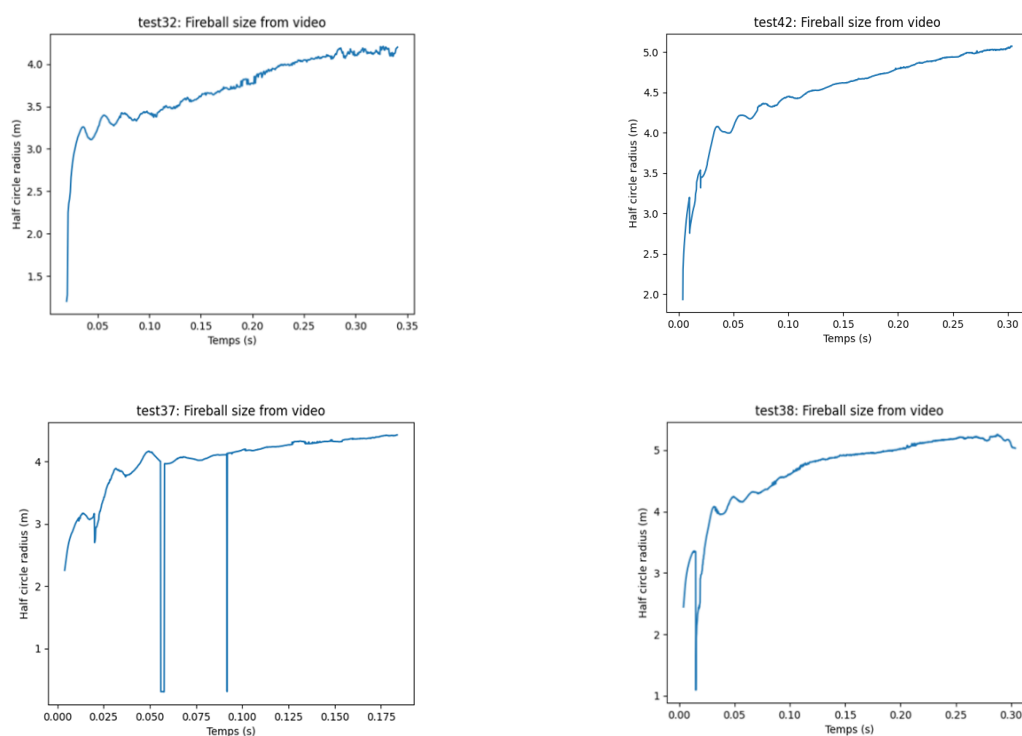 test32: Fireball size from video
Half circle radius (m)
4.0
3.5
3.0
2.5
2.0
1.5
0.05 0.10 0.15 0.20 0.25 0.30 0.35
Temps (s)
test42: Fireball size from video
Half circle radius (m)
5.0
4.5
4.0
3.5
3.0
2.5
2.0
0.00 0.05 0.10 0.15 0.20 0.25 0.30
Temps (s)
test37: Fireball size from video
Half circle radius (m)
4
3
2
1
0.000 0.025 0.050 0.075 0.100 0.125 0.150 0.175
Temps (s)
test38: Fireball size from video
Half circle radius (m)
5
4
3
2
1
0.00 0.05 0.10 0.15 0.20 0.25 0.30
Temps (s)